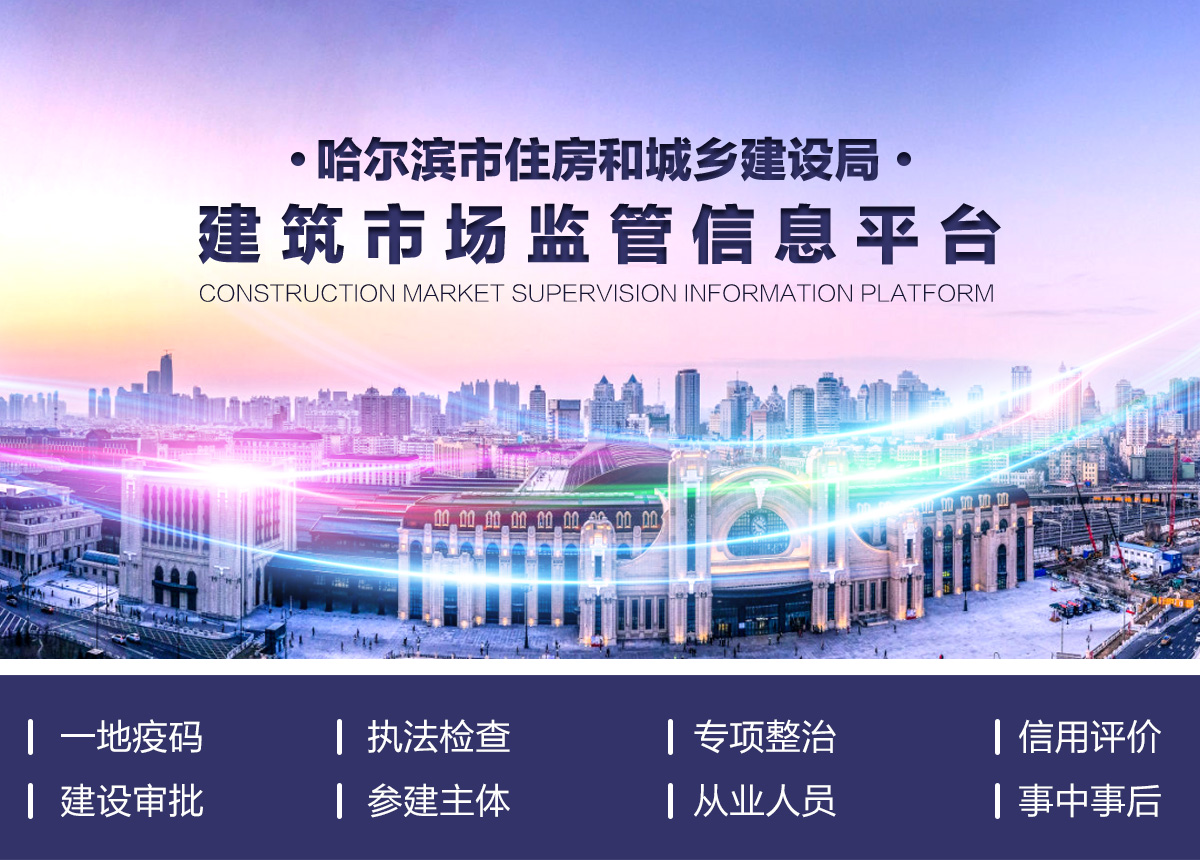 ·哈尔滨市住房和城乡建设局·
建筑市场监管信息平台
CONSTRUCTION MARKET SUPERVISION INFORMATION PLATFORM
一地疫码 执法检查 专项整治 信用评价
建设审批 参建主体 从业人员 事中事后